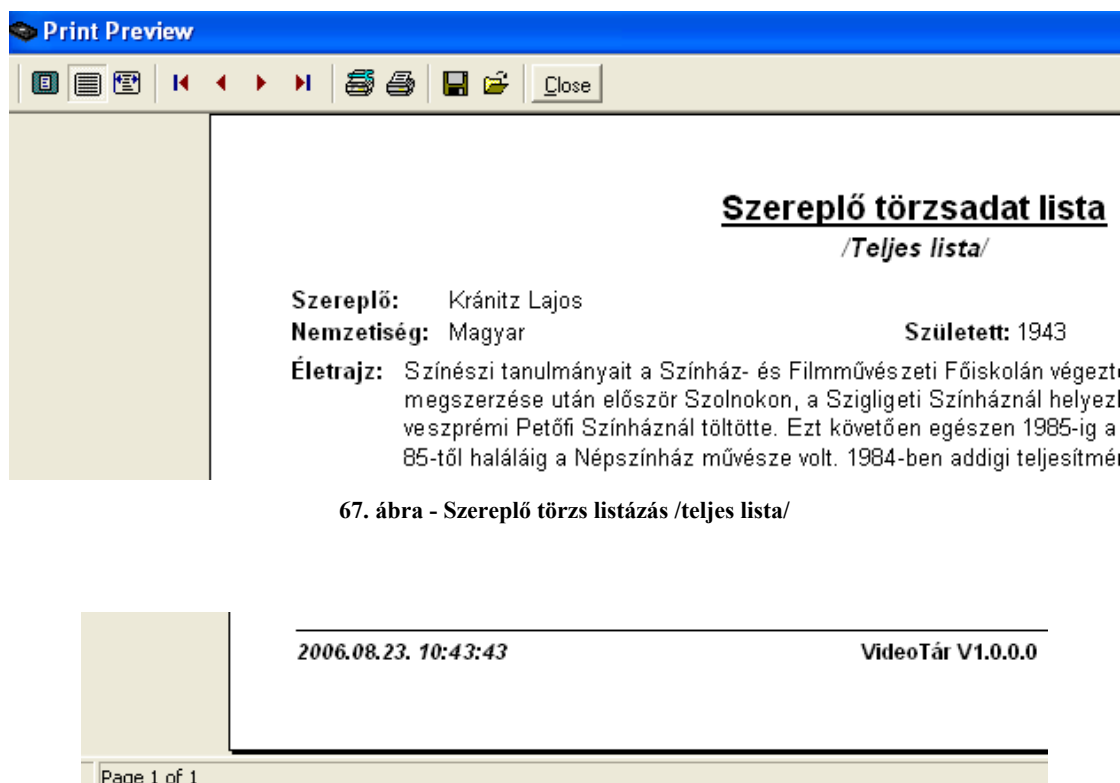 Print Preview
Close
Szereplő törzsadat lista
/Teljes lista/
Szereplő: Kránitz Lajos
Nemzetiség: Magyar Született: 1943
Életrajz: Színészi tanulmányait a Színház- és Filmművészeti Főiskolán
megszerzése után először Szolnokon, a Szigligeti Színháznál
veszprémi Petőfi Színháznál töltötte. Ezt követően egészen 1985-ig a
85-től haláláig a Népszínház művésze volt. 1984-ben addigi
67. ábra - Szereplő törzs listázás /teljes lista/
2006.08.23. 10:43:43 VideoTár V1.0.0.0
Page 1 of 1